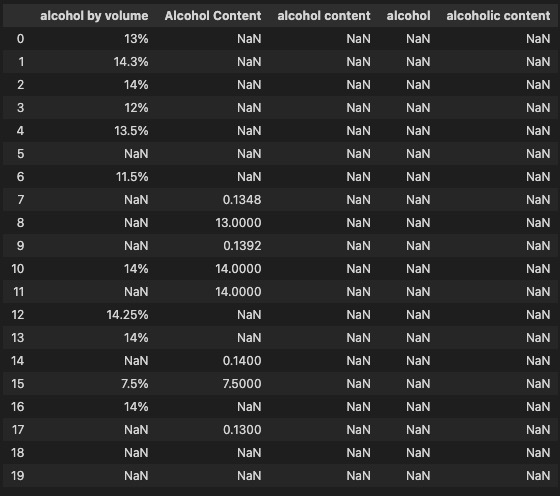 alcohol by volume Alcohol Content alcohol content alcohol alcoholic content
0 13% NaN NaN NaN NaN
1 14.3% NaN NaN NaN NaN
2 14% NaN NaN NaN NaN
3 12% NaN NaN NaN NaN
4 13.5% NaN NaN NaN NaN
5 NaN NaN NaN NaN NaN
6 11.5% NaN NaN NaN NaN
7 NaN 0.1348 NaN NaN NaN
8 NaN 13.0000 NaN NaN NaN
9 NaN 0.1392 NaN NaN NaN
10 14% 14.0000 NaN NaN NaN
11 NaN 14.0000 NaN NaN NaN
12 14.25% NaN NaN NaN NaN
13 14% NaN NaN NaN NaN
14 NaN 0.1400 NaN NaN NaN
15 7.5% 7.5000 NaN NaN NaN
16 14% NaN NaN NaN NaN
17 NaN 0.1300 NaN NaN NaN
18 NaN NaN NaN NaN NaN
19 NaN NaN NaN NaN NaN